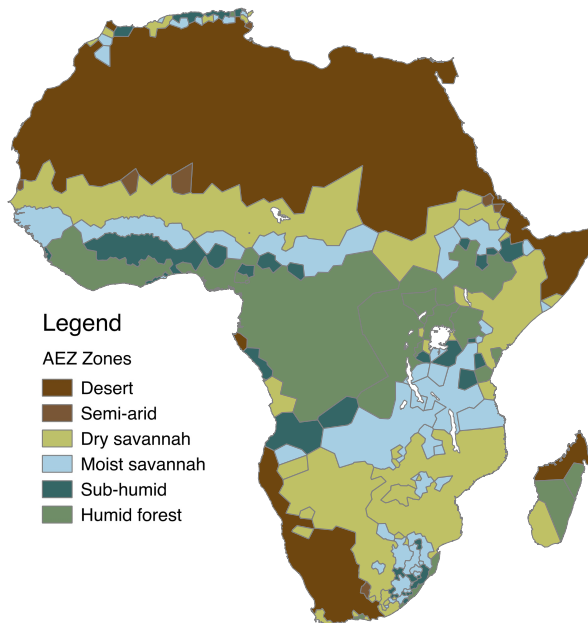 Legend
AEZ Zones
Desert
Semi-arid
Dry savannah
Moist savannah
Sub-humid
Humid forest